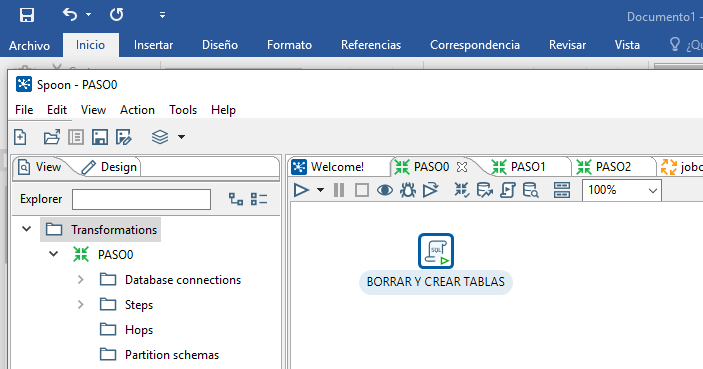 Documento1 -
Archivo Inicio Insertar Diseño Formato Referencias Correspondencia Revisar Vista ¿Qu
Spoon - PASO0
File Edit View Action Tools Help
View Design
Welcome! PASO0 PASO1 PASO2 jobc
Explorer
100%
Transformations
PASO0
Database connections
Steps
Hops
Partition schemas
SQL
BORRAR Y CREAR TABLAS